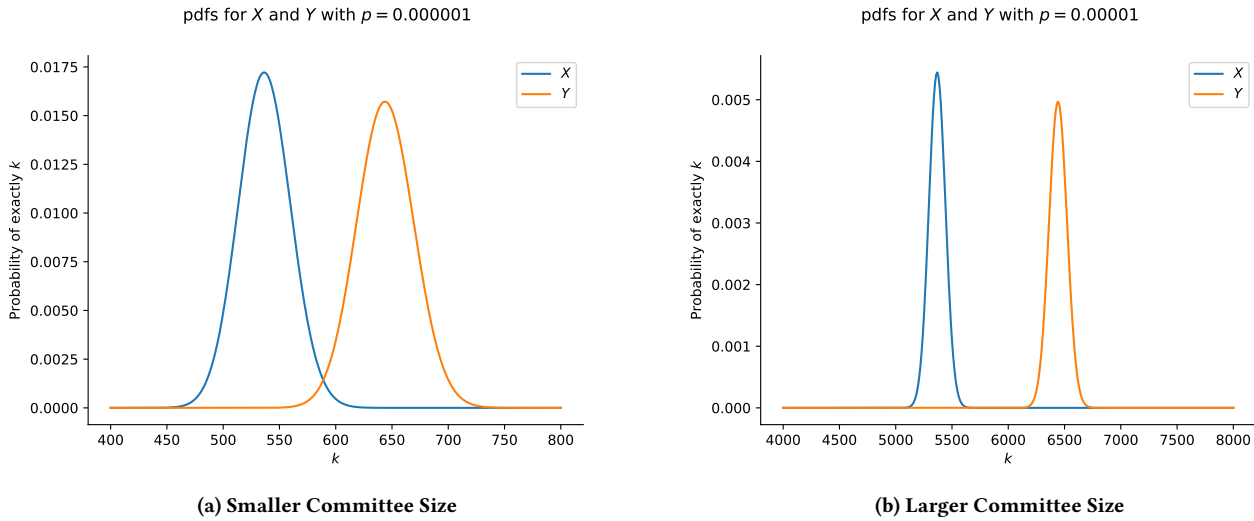 pdfs for X and Y with p = 0.000001
0.0175
0.0150
0.0125
0.0100
0.0075
0.0050
0.0025
0.0000
Probability of exactly k
400 450 500 550 600 650 700 750 800
k
X
Y
(a) Smaller Committee Size
pdfs for X and Y with p = 0.00001
0.005
0.004
0.003
0.002
0.001
0.000
Probability of exactly k
4000 4500 5000 5500 6000 6500 7000 7500 8000
k
X
Y
(b) Larger Committee Size